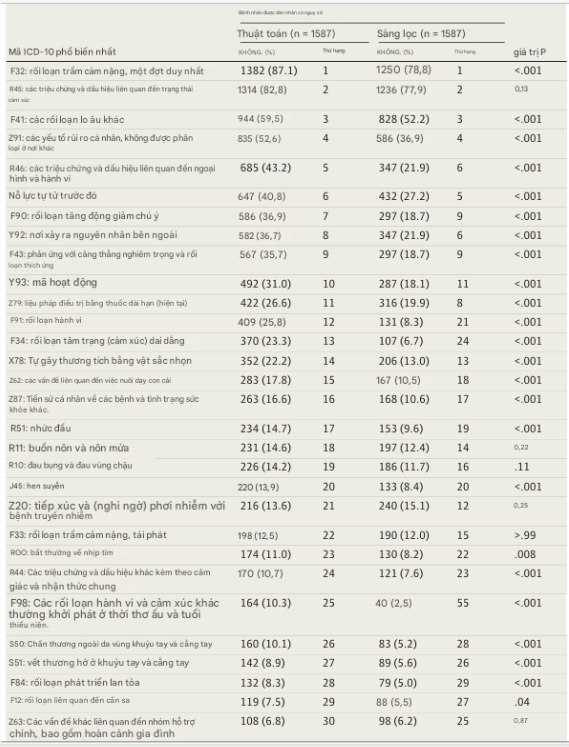 Bệnh nhân được đón nhận có nguy cơ
Thuật toán (n = 1587) Sàng lọc (n = 1587)
Mã ICD-10 phổ biến nhất KHÔNG. (%) Thứ hạng KHÔNG. (%) Thứ hạng giá trị P
F32: rối loạn trầm cảm nặng, một đợt duy nhất 1382 (87.1) 1 1250 (78,8) 1 <.001
R45: các triệu chứng và dấu hiệu liên quan đến trạng thái 1314 (82,8) 2 1236 (77,9) 2 0,13
cảm xúc
F41: các rối loạn lo âu khác 944 (59,5) 3 828 (52.2) 3 <.001
Z91: các yếu tố rủi ro cá nhân, không được phân 835 (52,6) 4 586 (36,9) 4 <.001
loại ở nơi khác
R46: các triệu chứng và dấu hiệu liên quan đến ngoại 685 (43.2) 5 347 (21.9) 6 <.001
hình và hành vi
Nỗ lực tự tử trước đó 647 (40,8) 6 432 (27.2) 5 <.001
F90: rối loạn tăng động giảm chú ý 586 (36,9) 7 297 (18.7) 9 <.001
Y92: nơi xảy ra nguyên nhân bên ngoài 582 (36,7) 8 347 (21.9) 6 <.001
F43: phản ứng với căng thẳng nghiêm trọng và rối 567 (35,7) 9 297 (18.7) 9 <.001
loạn thích ứng
Y93: mã hoạt động 492 (31.0) 10 287 (18.1) 11 <.001
Z79: liệu pháp điều trị bằng thuốc dài hạn (hiện tại) 422 (26.6) 11 316 (19.9) 8 <.001
F91: rối loạn hành vi 409 (25,8) 12 131 (8.3) 21 <.001
F34: rối loạn tâm trạng (cảm xúc) dai dẳng 370 (23.3) 13 107 (6.7) 24 <.001
X78: Tự gây thương tích bằng vật sắc nhọn 352 (22.2) 14 206 (13.0) 13 <.001
Z62: các vấn đề liên quan đến việc nuôi dạy con cái 283 (17.8) 15 167 (10,5) 18 <.001
Z87: Tiền sử cá nhân về các bệnh và tình trạng sức 263 (16.6) 16 168 (10.6) 17 <.001
khỏe khác.
R51: nhức đầu 234 (14.7) 17 153 (9.6) 19 <.001
R11: buồn nôn và nôn mửa 231 (14.6) 18 197 (12.4) 14 0,22
R10: đau bụng và đau vùng chậu 226 (14.2) 19 186 (11.7) 16 .11
J45: hen suyễn 220 (13,9) 20 133 (8.4) 20 <.001
Z20: tiếp xúc và (nghi ngờ) phơi nhiễm với 216 (13.6) 21 240 (15.1) 12 0,25
bệnh truyền nhiễm
F33: rối loạn trầm cảm nặng, tái phát 198 (12,5) 22 190 (12.0) 15 >.99
ROO: bất thường về nhịp tim 174 (11.0) 23 130 (8.2) 22 .008
R44: Các triệu chứng và dấu hiệu khác kèm theo cảm 170 (10,7) 24 121 (7.6) 23 <.001
giác và nhận thức chung
F98: Các rối loạn hành vi và cảm xúc khác 164 (10.3) 25 40 (2,5) 55 <.001
thường khởi phát ở thời thơ ấu và tuổi
thiếu niên.
S50: Chấn thương ngoài da vùng khuỷu tay và cẳng tay 160 (10.1) 26 83 (5.2) 28 <.001
S51: vết thương hở ở khuỷu tay và cẳng tay 142 (8.9) 27 89 (5.6) 26 <.001
F84: rối loạn phát triển lan tỏa 132 (8.3) 28 79 (5.0) 29 <.001
F12: rối loạn liên quan đến cần sa 119 (7.5) 29 88 (5,5) 27 .04
Z63: Các vấn đề khác liên quan đến nhóm hỗ trợ 108 (6.8) 30 98 (6.2) 25 0,87
chính, bao gồm hoàn cảnh gia đình